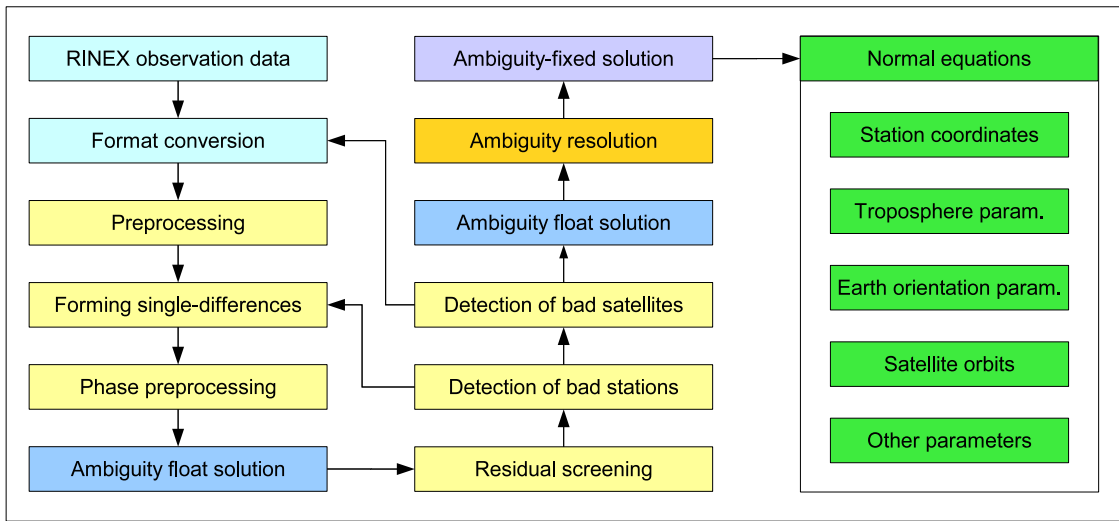 RINEX observation data
Format conversion
Preprocessing
Forming single-differences
Phase preprocessing
Ambiguity float solution
Ambiguity-fixed solution
Ambiguity resolution
Ambiguity float solution
Detection of bad satellites
Detection of bad stations
Residual screening
Normal equations
Station coordinates
Troposphere param.
Earth orientation param.
Satellite orbits
Other parameters